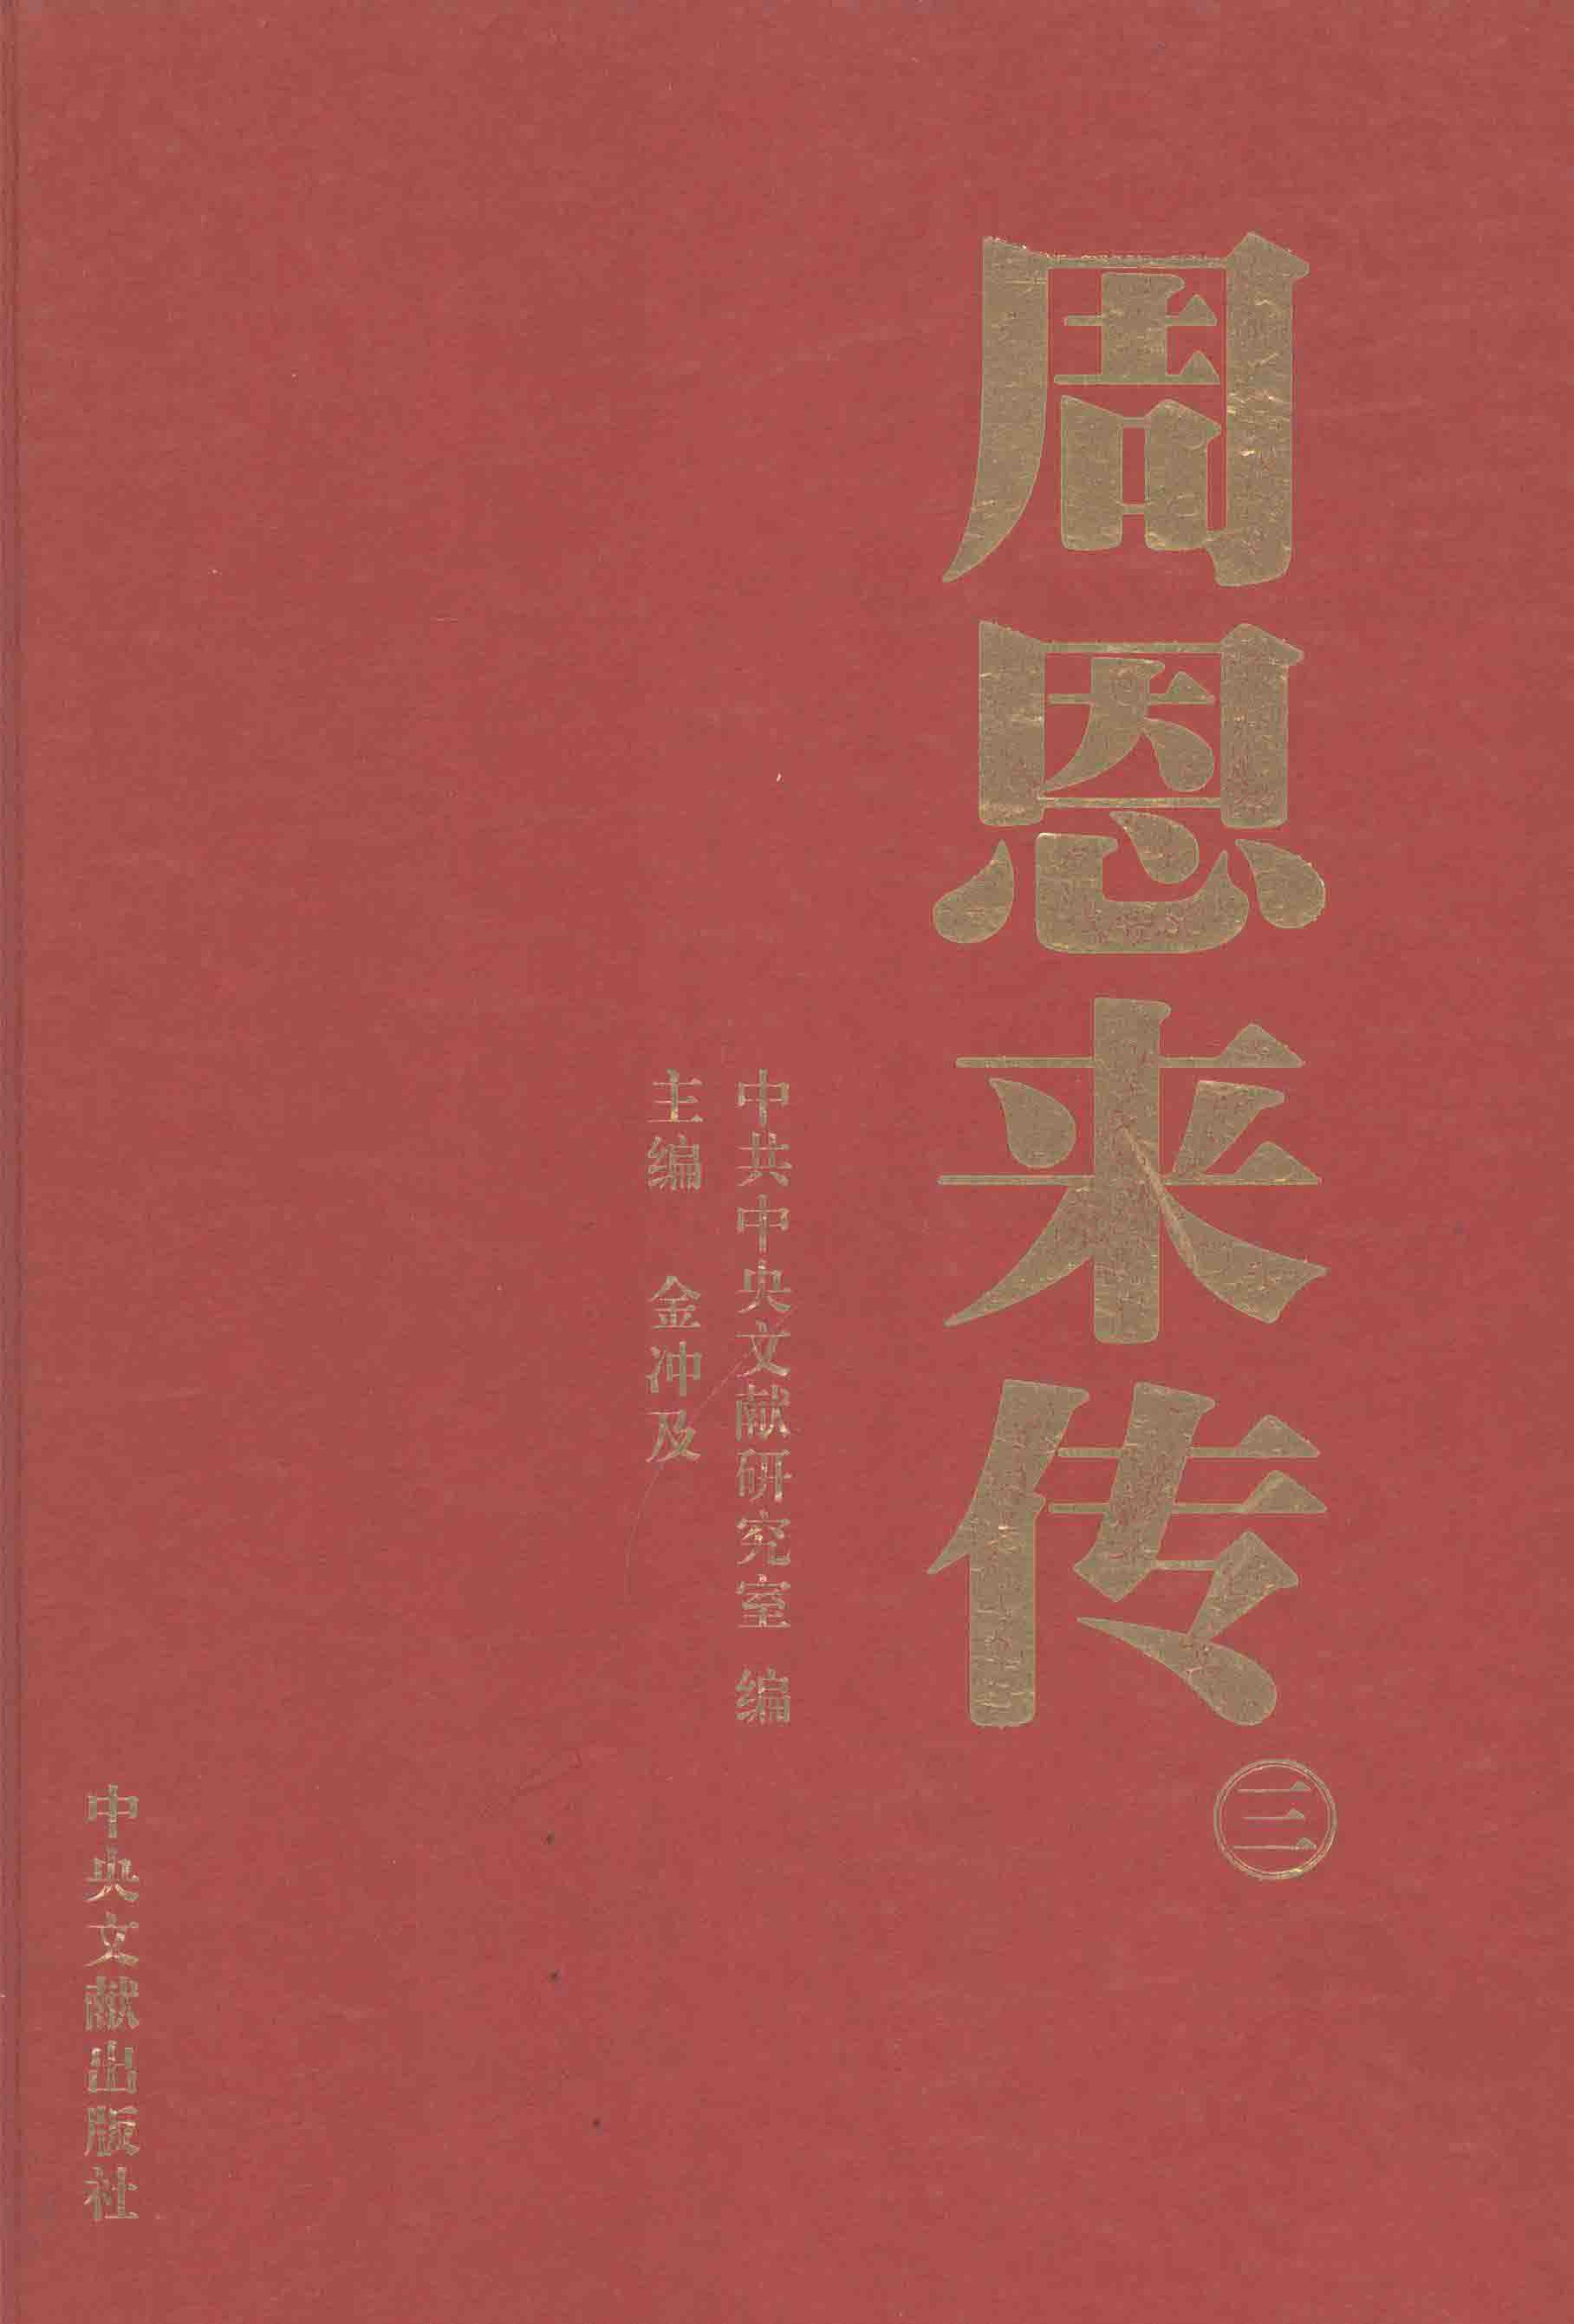 周恩来传
㊂
中共中央文献研究室 编
主编 金冲及
中央文献出版社